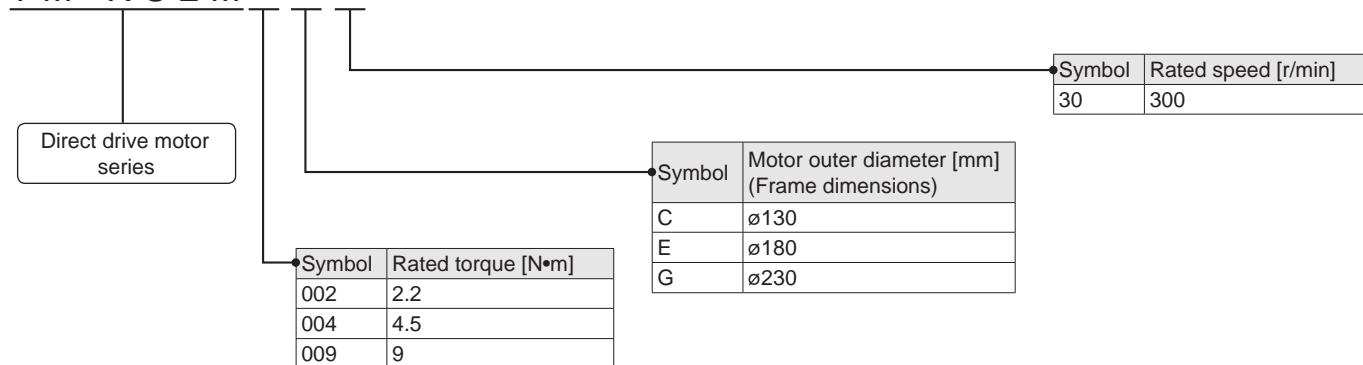 Direct drive motor
series
Symbol Rated speed [r/min]
30 300
Symbol Motor outer diameter [mm]
(Frame dimensions)
C ø130
E ø180
G ø230
Symbol Rated torque [N•m]
002 2.2
004 4.5
009 9